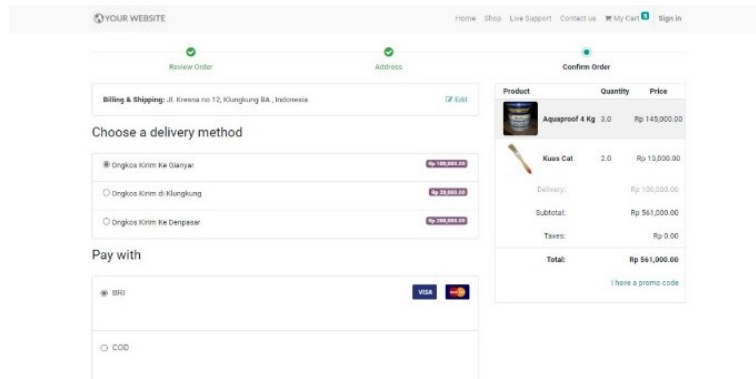 YOUR WEBSITE
Home Shop Live Support Contact us My Cart Sign in
Review Order
Address
Confirm Order
Billing & Shipping: Jl. Kresna no 12, Klungkung BA , Indonesia
Edit
Choose a delivery method
Ongkos Kirim Ke Gianyar Rp 100,000.00
Ongkos Kirim di Klungkung
Ongkos Kirim Ke Denpasar
Pay with
BRI VISA
COD
Product Quantity Price
Aquaproof 4 Kg 3.0 Rp 145,000.00
Kuas Cat 2.0 Rp 13,000.00
Delivery: Rp 100,000.00
Subtotal: Rp 561,000.00
Taxes: Rp 0.00
Total: Rp 561,000.00
I have a promo code